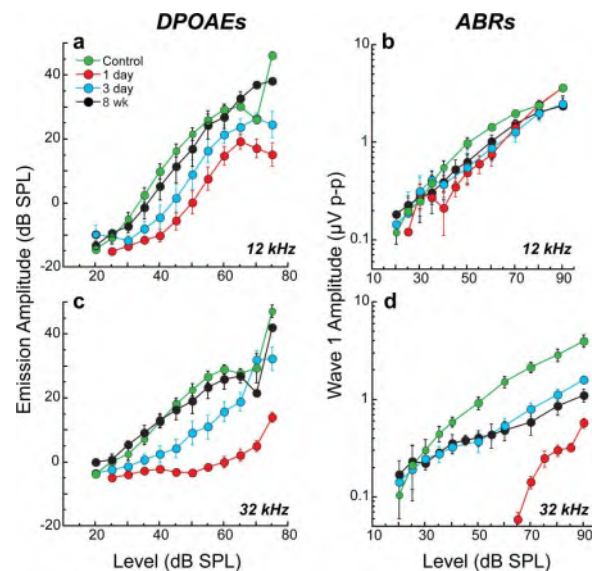 DPOAEs
ABRs
a
Control
1 day
3 day
8 wk
40
20
0
-20
Emission Amplitude (dB SPL)
20
40
60
80
12 kHz
b
1
0.1
Wave 1 Amplitude (µV p-p)
10
30
50
70
90
12 kHz
c
40
20
0
-20
20
40
60
80
32 kHz
Level (dB SPL)
d
1
0.1
10
30
50
70
90
32 kHz
Level (dB SPL)